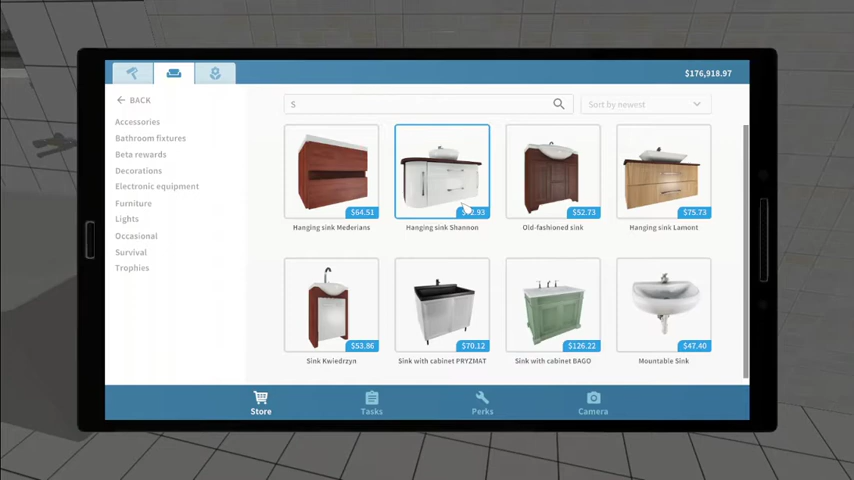 $176,918.97
BACK
S
Sort by newest
Accessories
Bathroom fixtures
Beta rewards
Decorations
Electronic equipment
Furniture
Lights
Occasional
Survival
Trophies
$64.51
$52.73
$75.73
Hanging sink Mederians
Hanging sink Shannon
Old-fashioned sink
Hanging sink Lamont
$53.86
$70.12
$126.22
$47.40
Sink Kwiedrzyn
Sink with cabinet PRYZMAT
Sink with cabinet BAGO
Mountable Sink
Store
Tasks
Perks
Camera